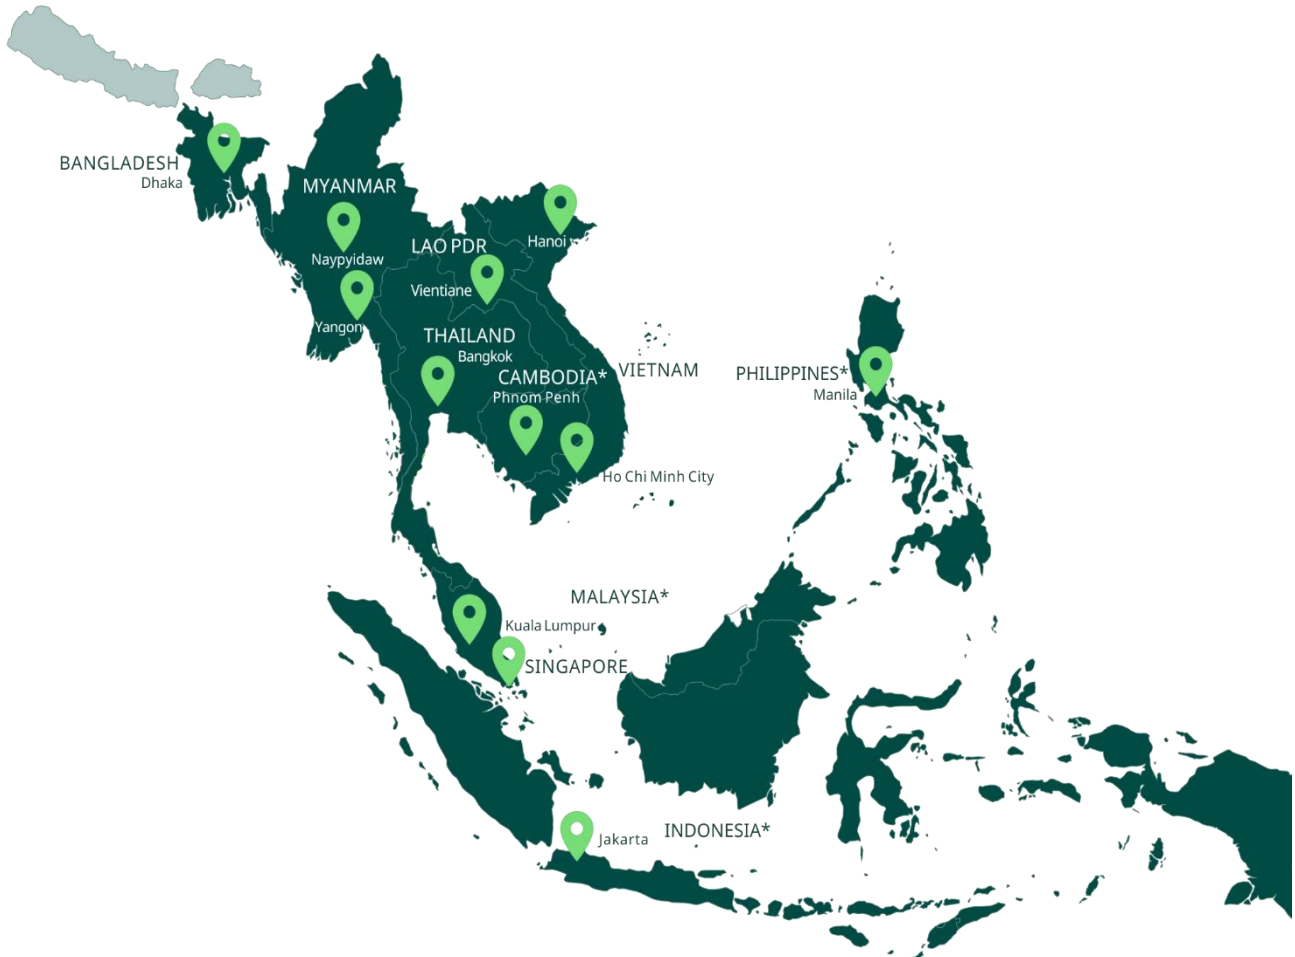 BANGLADESH
Dhaka
MYANMAR
Naypyidaw
Yangon
LAO PDR
Vientiane
Hanoi
THAILAND
Bangkok
CAMBODIA*
Phnom Penh
VIETNAM
Ho Chi Minh City
PHILIPPINES*
Manila
MALAYSIA*
Kuala Lumpur
SINGAPORE
INDONESIA*
Jakarta